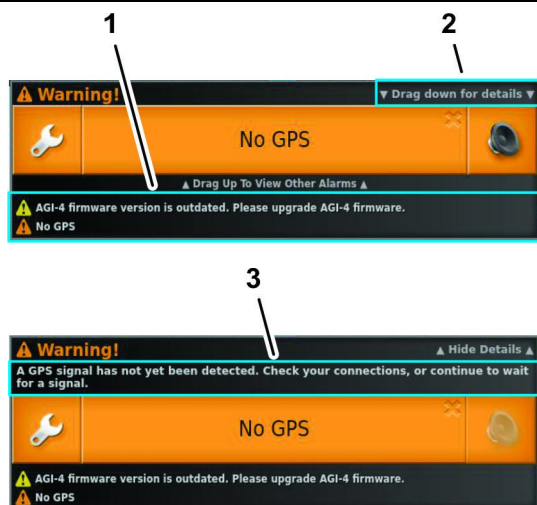 1
2
Warning!
▼ Drag down for details ▼
No GPS
▲ Drag Up To View Other Alarms ▲
AGI-4 firmware version is outdated. Please upgrade AGI-4 firmware.
No GPS
3
Warning!
▲ Hide Details ▲
A GPS signal has not yet been detected. Check your connections, or continue to wait
for a signal.
No GPS
AGI-4 firmware version is outdated. Please upgrade AGI-4 firmware.
No GPS